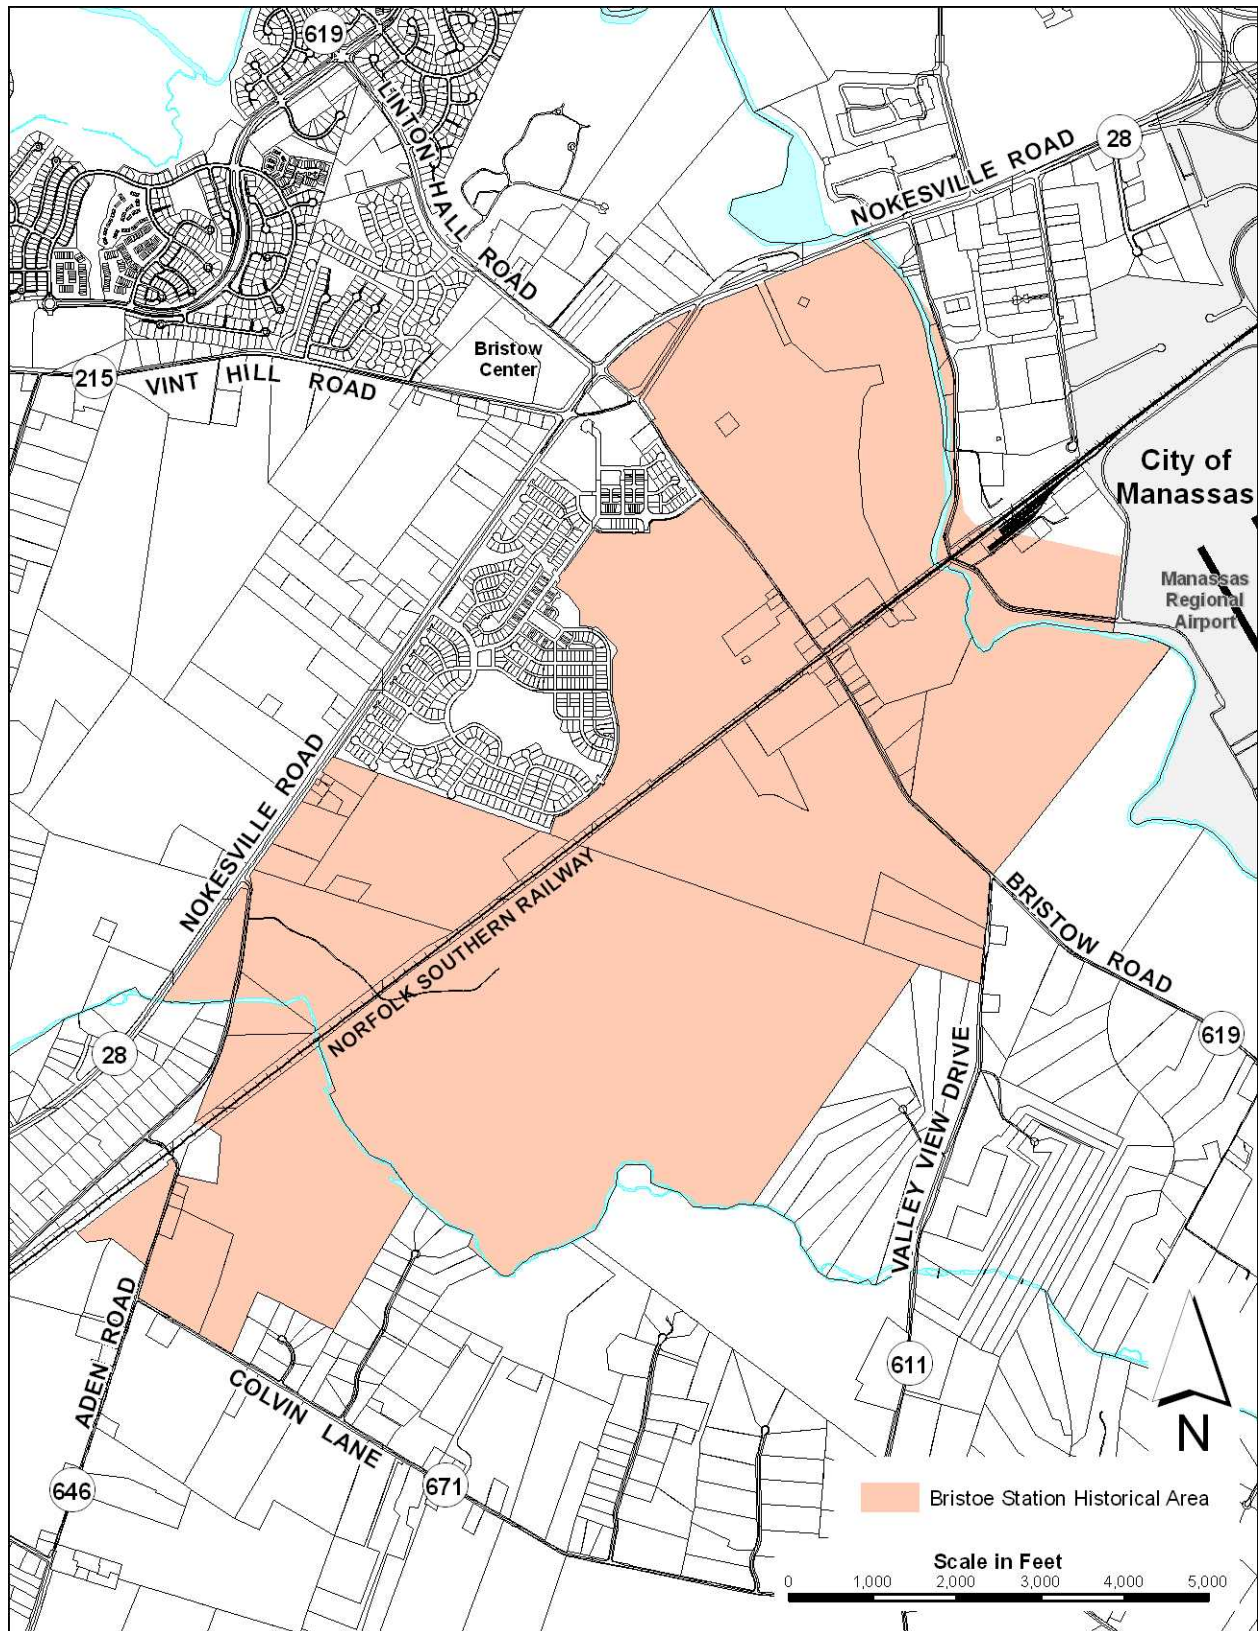 619
LINTON HALL ROAD
28
NOKESVILLE ROAD
Bristow
Center
215
VINT HILL ROAD
City of
Manassas
Manassas
Regional
Airport
NOKESVILLE ROAD
NORFOLK SOUTHERN RAILWAY
BRISTOW ROAD
619
28
VALLEY VIEW DRIVE
ADEN ROAD
COLVIN LANE
611
N
646
671
Bristoe Station Historical Area
Scale in Feet
0 1,000 2,000 3,000 4,000 5,000